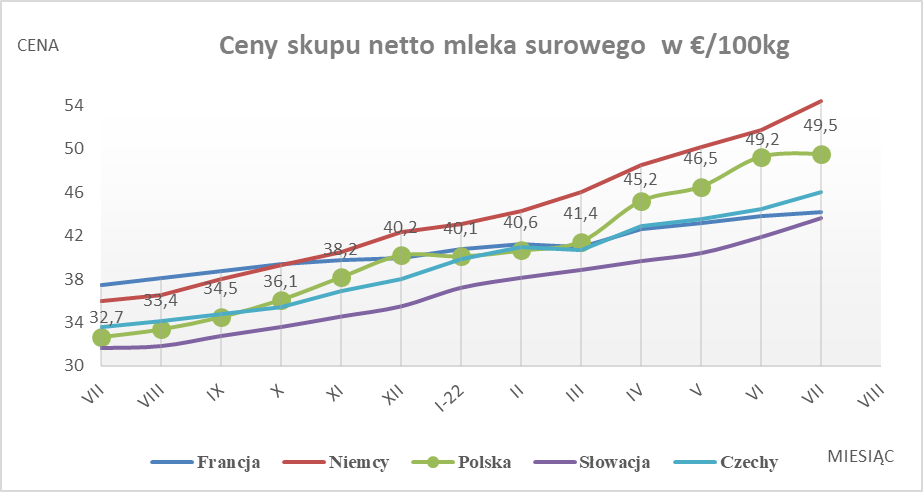 CENA
Ceny skupu netto mleka surowego w €/100kg
54
50
46
42
38
34
30
32,7
33,4
34,5
36,1
38,2
40,2
40,1
40,6
41,4
45,2
46,5
49,2
49,5
VII
VIII
IX
X
XI
XII
I-22
II
III
IV
V
VI
VII
VIII
MIESIĄC
Francja Niemcy Polska Słowacja Czechy